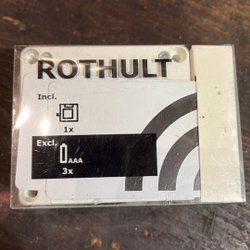 ROTHULT
Incl.
1x
Excl.
AAA
3x